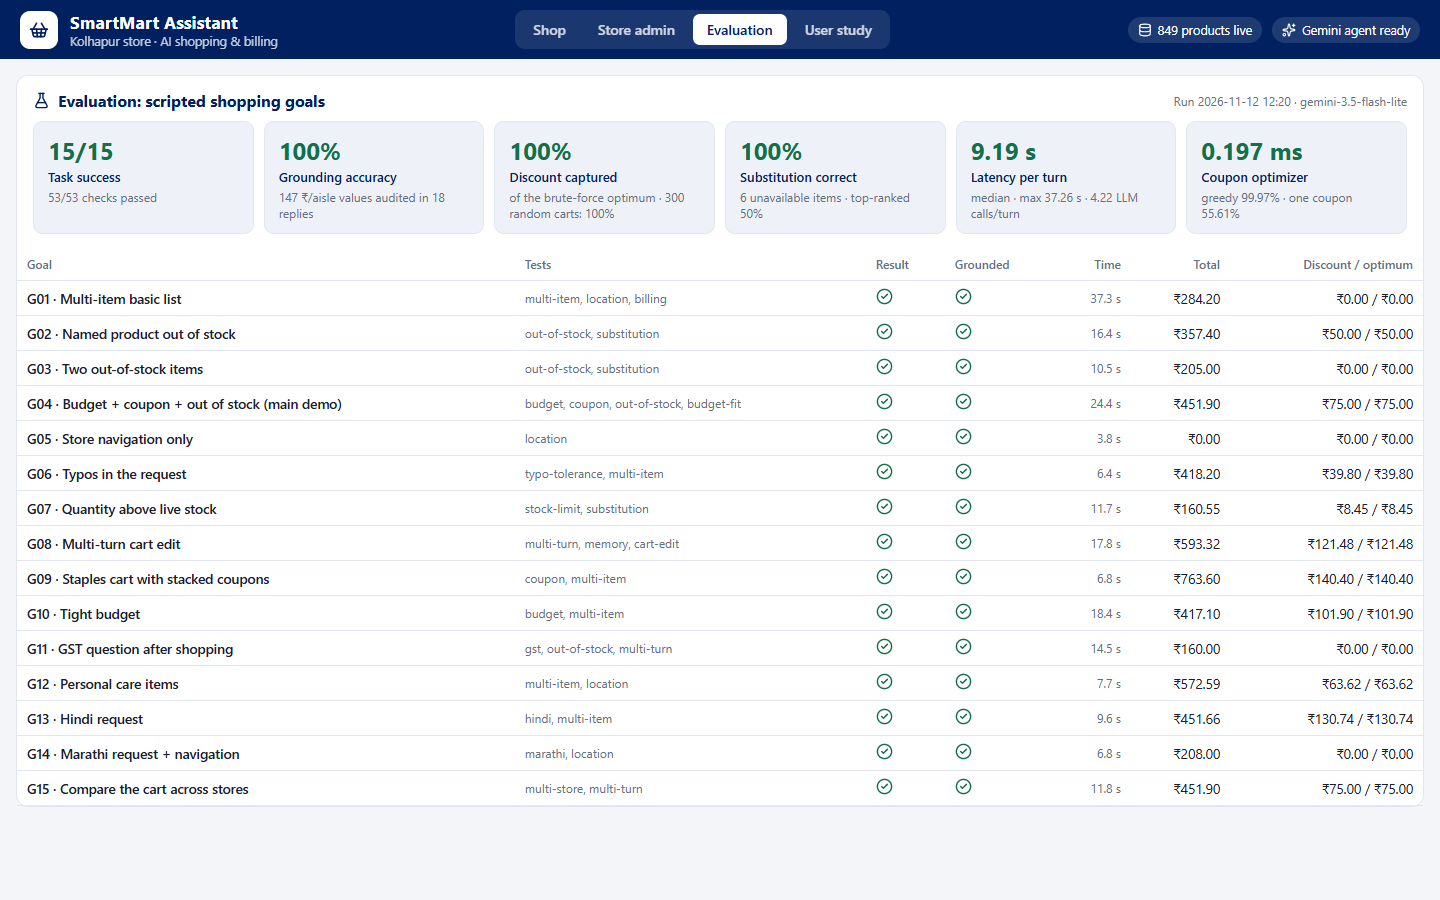 SmartMart Assistant
Kolhapur store · AI shopping & billing
Shop Store admin Evaluation User study
849 products live Gemini agent ready
Evaluation: scripted shopping goals
Run 2026-11-12 12:20 · gemini-3.5-flash-lite
15/15
Task success
53/53 checks passed
100%
Grounding accuracy
147 ₹/aisle values audited in 18
replies
100%
Discount captured
of the brute-force optimum · 300
random carts: 100%
100%
Substitution correct
6 unavailable items · top-ranked
50%
9.19 s
Latency per turn
median · max 37.26 s · 4.22 LLM
calls/turn
0.197 ms
Coupon optimizer
greedy 99.97% · one coupon
55.61%
Goal Tests Result Grounded Time Total Discount / optimum
G01 · Multi-item basic list multi-item, location, billing 37.3 s ₹284.20 ₹0.00 / ₹0.00
G02 · Named product out of stock out-of-stock, substitution 16.4 s ₹357.40 ₹50.00 / ₹50.00
G03 · Two out-of-stock items out-of-stock, substitution 10.5 s ₹205.00 ₹0.00 / ₹0.00
G04 · Budget + coupon + out of stock (main demo) budget, coupon, out-of-stock, budget-fit 24.4 s ₹451.90 ₹75.00 / ₹75.00
G05 · Store navigation only location 3.8 s ₹0.00 ₹0.00 / ₹0.00
G06 · Typos in the request typo-tolerance, multi-item 6.4 s ₹418.20 ₹39.80 / ₹39.80
G07 · Quantity above live stock stock-limit, substitution 11.7 s ₹160.55 ₹8.45 / ₹8.45
G08 · Multi-turn cart edit multi-turn, memory, cart-edit 17.8 s ₹593.32 ₹121.48 / ₹121.48
G09 · Staples cart with stacked coupons coupon, multi-item 6.8 s ₹763.60 ₹140.40 / ₹140.40
G10 · Tight budget budget, multi-item 18.4 s ₹417.10 ₹101.90 / ₹101.90
G11 · GST question after shopping gst, out-of-stock, multi-turn 14.5 s ₹160.00 ₹0.00 / ₹0.00
G12 · Personal care items multi-item, location 7.7 s ₹572.59 ₹63.62 / ₹63.62
G13 · Hindi request hindi, multi-item 9.6 s ₹451.66 ₹130.74 / ₹130.74
G14 · Marathi request + navigation marathi, location 6.8 s ₹208.00 ₹0.00 / ₹0.00
G15 · Compare the cart across stores multi-store, multi-turn 11.8 s ₹451.90 ₹75.00 / ₹75.00